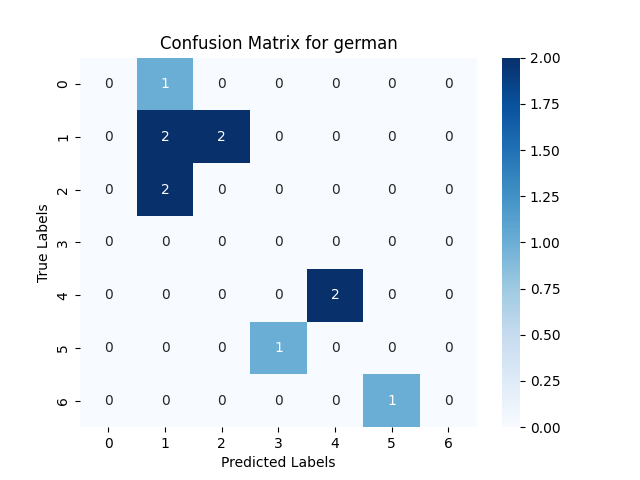 Confusion Matrix for german
True Labels
0 0 1 0 0 0 0 0
1 0 2 2 0 0 0 0
2 0 2 0 0 0 0 0
3 0 0 0 0 0 0 0
4 0 0 0 0 2 0 0
5 0 0 0 1 0 0 0
6 0 0 0 0 0 1 0
0 1 2 3 4 5 6
Predicted Labels
2.00
1.75
1.50
1.25
1.00
0.75
0.50
0.25
0.00